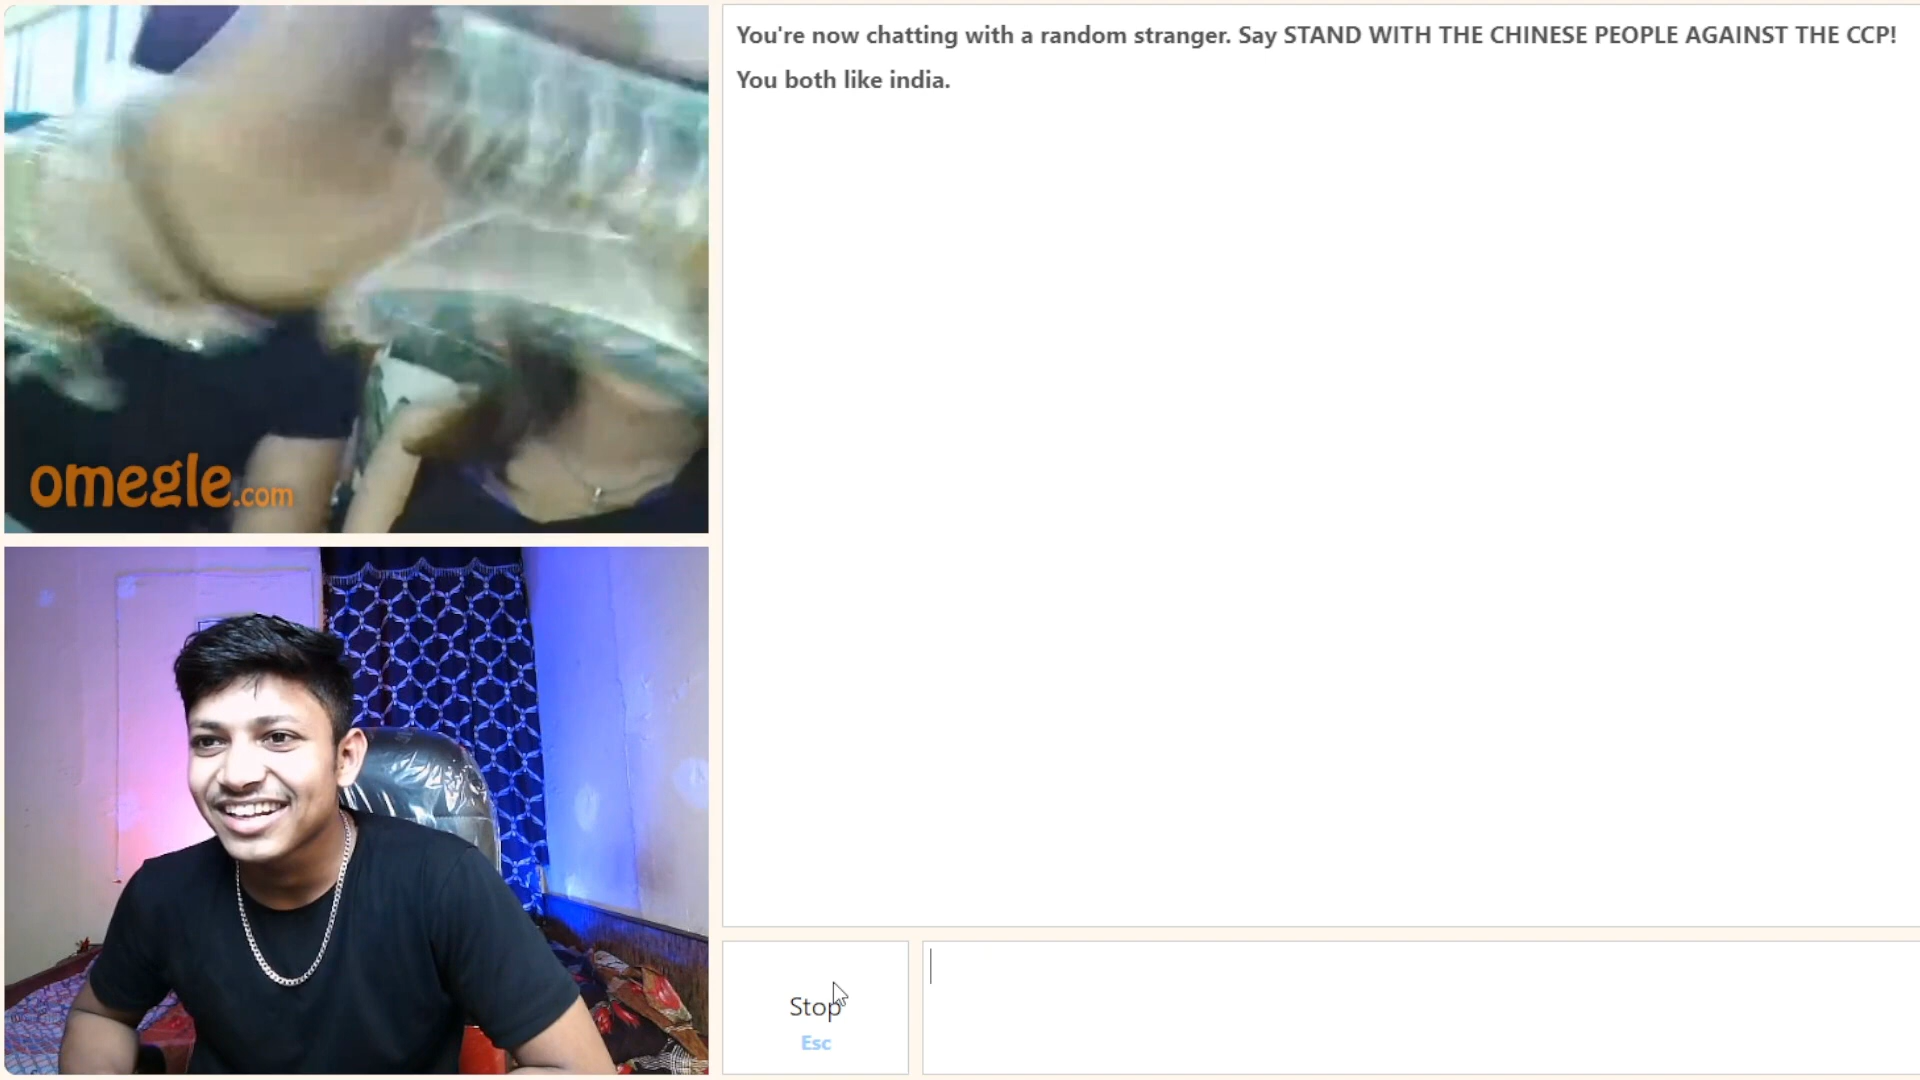 You're now chatting with a random stranger. Say STAND WITH THE CHINESE PEOPLE AGAINST THE CCP!
You both like india.
omegle.com
Stop
Esc